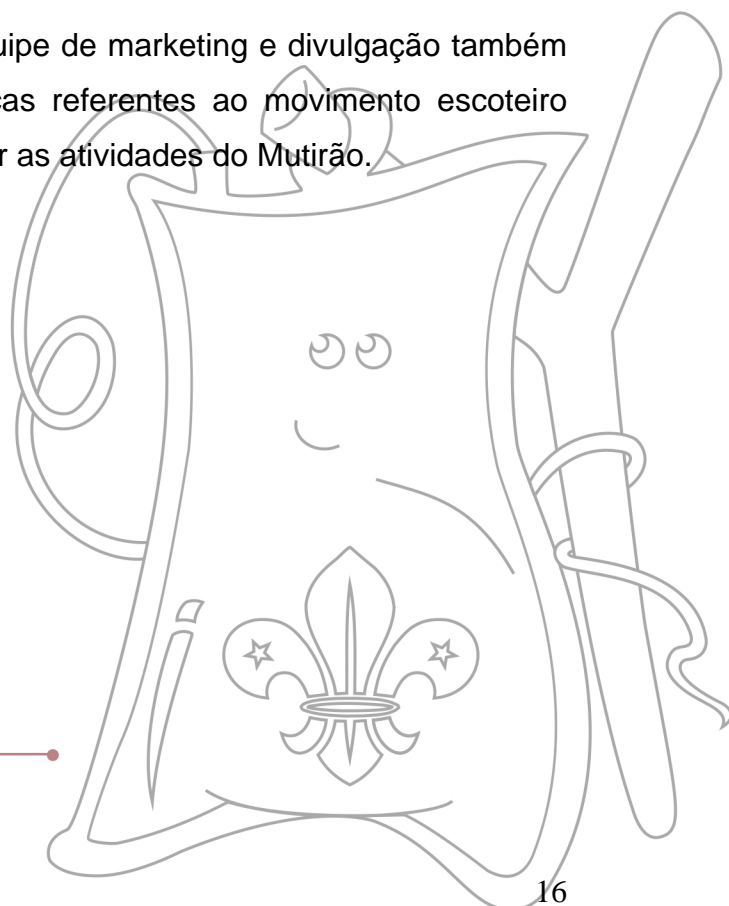 uipe de marketing e divulgação também
cas referentes ao movimento escoteiro
r as atividades do Mutirão.
16